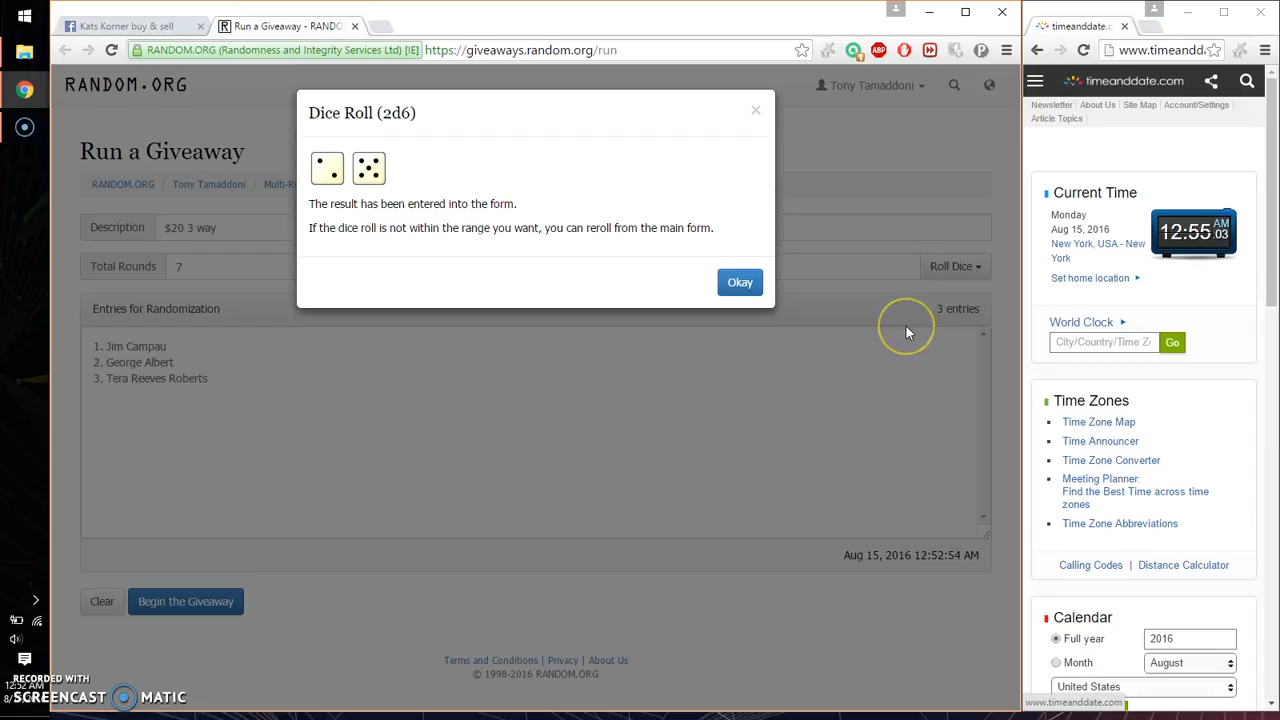 Kats Korner buy & sell
Run a Giveaway - RANDO
timeanddate.com
RANDOM.ORG (Randomness and Integrity Services Ltd) [IE]
https://giveaways.random.org/run
www.timeandda
RANDOM.ORG
Tony Tamaddoni
Dice Roll (2d6)
×
The result has been entered into the form.
If the dice roll is not within the range you want, you can reroll from the main form.
Okay
Run a Giveaway
RANDOM.ORG / Tony Tamaddoni / Multi-R
Description
$20 3 way
Total Rounds
7
Roll Dice
Entries for Randomization
3 entries
1. Jim Campau
2. George Albert
3. Tera Reeves Roberts
Aug 15, 2016 12:52:54 AM
Clear
Begin the Giveaway
Terms and Conditions | Privacy | About Us
© 1998-2016 RANDOM.ORG
timeanddate.com
Newsletter About Us Site Map Account/Settings
Article Topics
Current Time
Monday
Aug 15, 2016
New York, USA - New
York
12:55 AM 03
Set home location
World Clock
City/Country/Time Z
Go
Time Zones
Time Zone Map
Time Announcer
Time Zone Converter
Meeting Planner:
Find the Best Time across time
zones
Time Zone Abbreviations
Calling Codes | Distance Calculator
Calendar
Full year
2016
Month
August
United States
www.timeanddate.com
ABP
RECORDED WITH
SCREENCAST MATIC